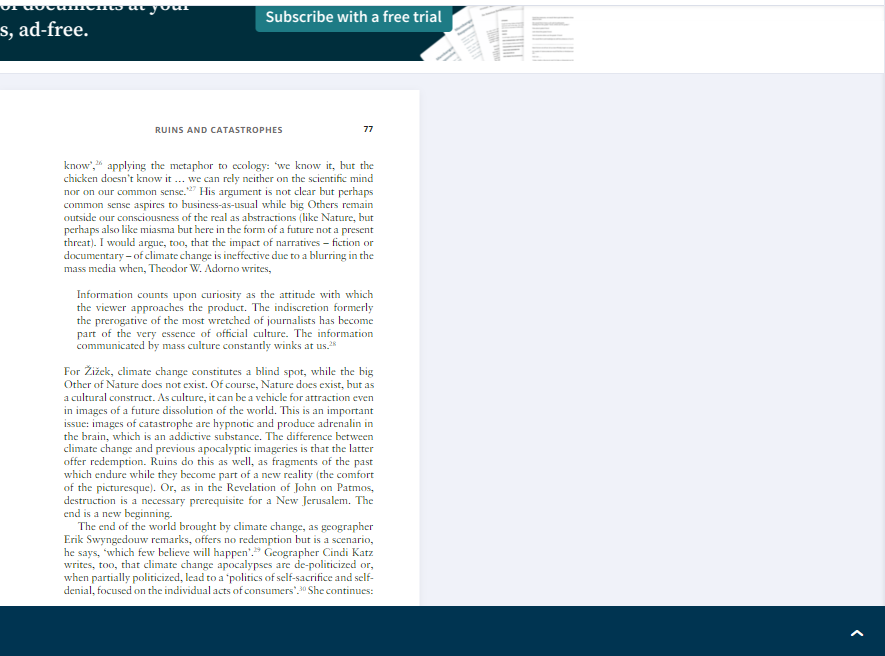 of documents at your
s, ad-free.
Subscribe with a free trial
RUINS AND CATASTROPHES 77
know',26 applying the metaphor to ecology: 'we know it, but the
chicken doesn't know it … we can rely neither on the scientific mind
nor on our common sense.'27 His argument is not clear but perhaps
common sense aspires to business-as-usual while big Others remain
outside our consciousness of the real as abstractions (like Nature, but
perhaps also like miasma but here in the form of a future not a present
threat). I would argue, too, that the impact of narratives – fiction or
documentary – of climate change is ineffective due to a blurring in the
mass media when, Theodor W. Adorno writes,
Information counts upon curiosity as the attitude with which
the viewer approaches the product. The indiscretion formerly
the prerogative of the most wretched of journalists has become
part of the very essence of official culture. The information
communicated by mass culture constantly winks at us.28
For Žižek, climate change constitutes a blind spot, while the big
Other of Nature does not exist. Of course, Nature does exist, but as
a cultural construct. As culture, it can be a vehicle for attraction even
in images of a future dissolution of the world. This is an important
issue: images of catastrophe are hypnotic and produce adrenalin in
the brain, which is an addictive substance. The difference between
climate change and previous apocalyptic imageries is that the latter
offer redemption. Ruins do this as well, as fragments of the past
which endure while they become part of a new reality (the comfort
of the picturesque). Or, as in the Revelation of John on Patmos,
destruction is a necessary prerequisite for a New Jerusalem. The
end is a new beginning.
The end of the world brought by climate change, as geographer
Erik Swyngedouw remarks, offers no redemption but is a scenario,
he says, 'which few believe will happen'.29 Geographer Cindi Katz
writes, too, that climate change apocalypses are de-politicized or,
when partially politicized, lead to a 'politics of self-sacrifice and self-
denial, focused on the individual acts of consumers'.30 She continues: